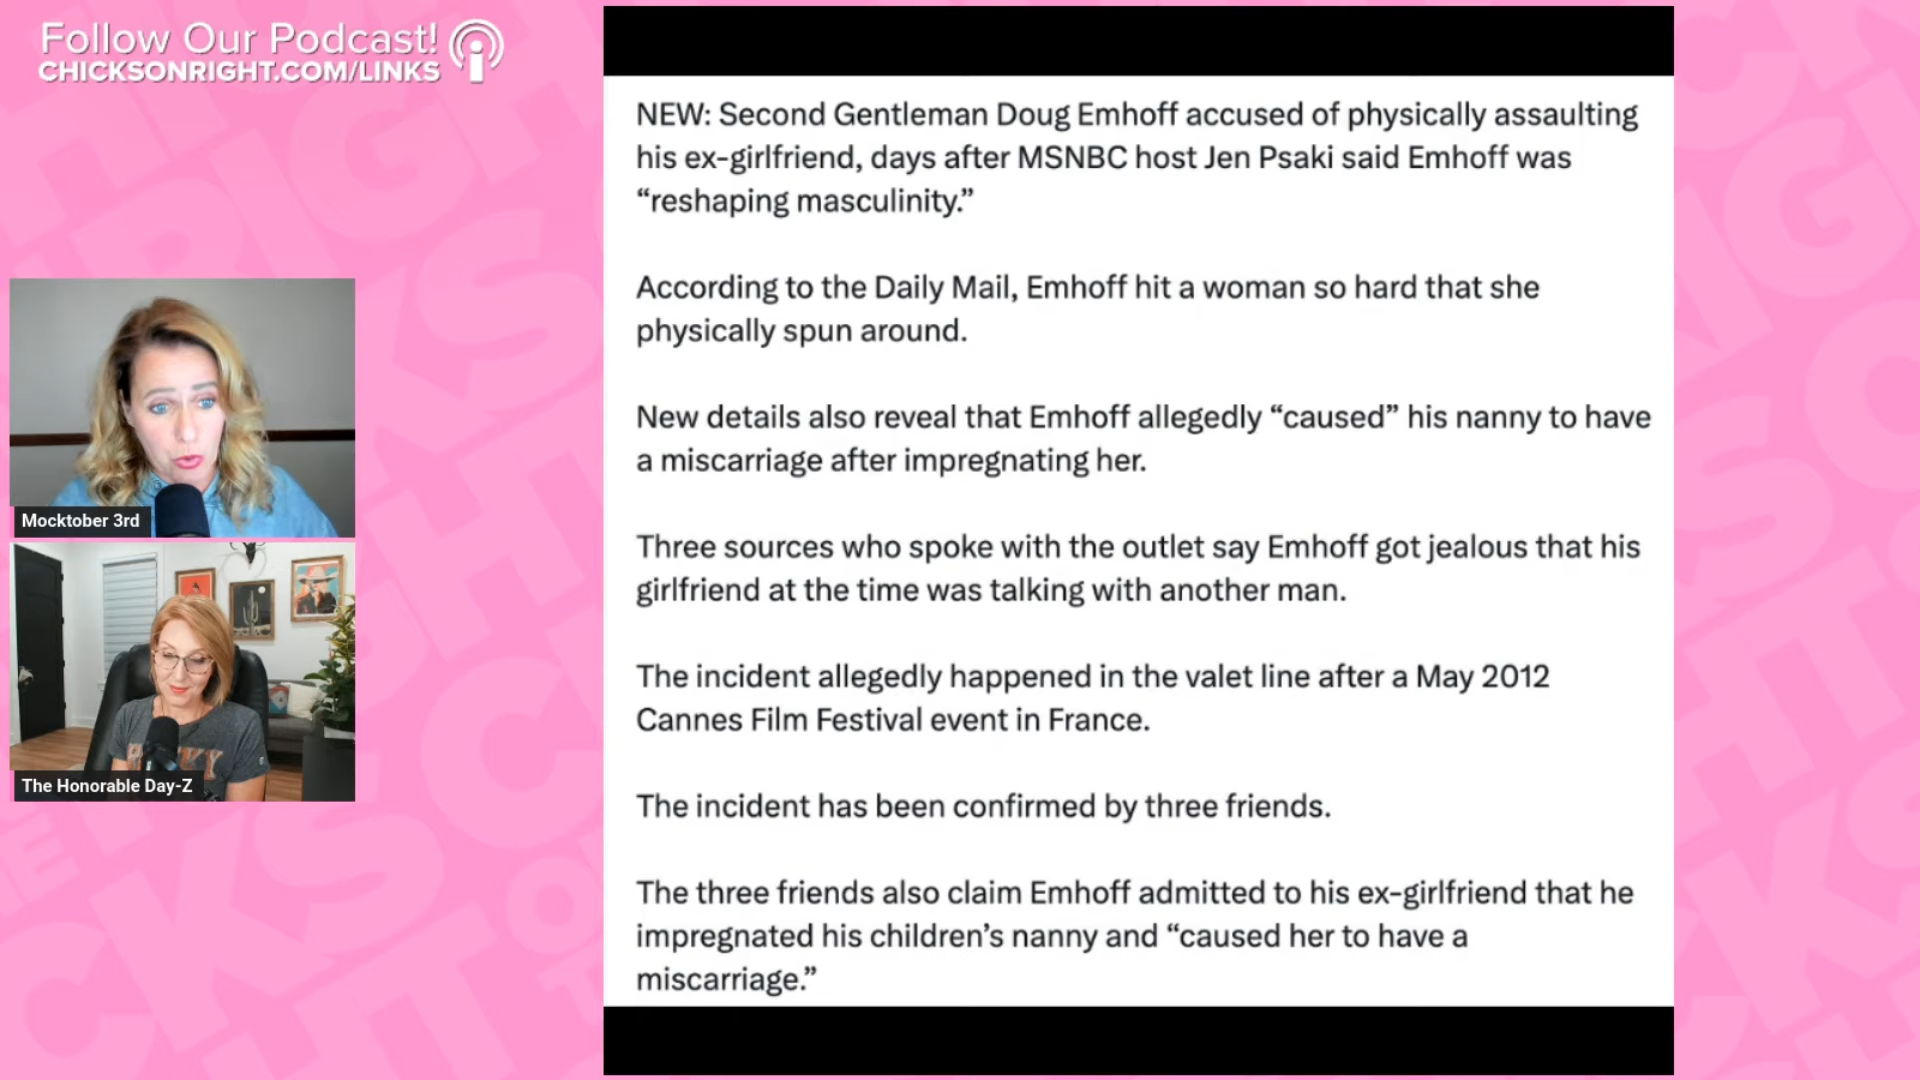 Follow Our Podcast!
CHICKSONRIGHT.COM/LINKS
NEW: Second Gentleman Doug Emhoff accused of physically assaulting
his ex-girlfriend, days after MSNBC host Jen Psaki said Emhoff was
“reshaping masculinity.”
According to the Daily Mail, Emhoff hit a woman so hard that she
physically spun around.
New details also reveal that Emhoff allegedly “caused” his nanny to have
a miscarriage after impregnating her.
Three sources who spoke with the outlet say Emhoff got jealous that his
girlfriend at the time was talking with another man.
The incident allegedly happened in the valet line after a May 2012
Cannes Film Festival event in France.
The incident has been confirmed by three friends.
The three friends also claim Emhoff admitted to his ex-girlfriend that he
impregnated his children’s nanny and “caused her to have a
miscarriage.”
Mocktober 3rd
The Honorable Day-Z